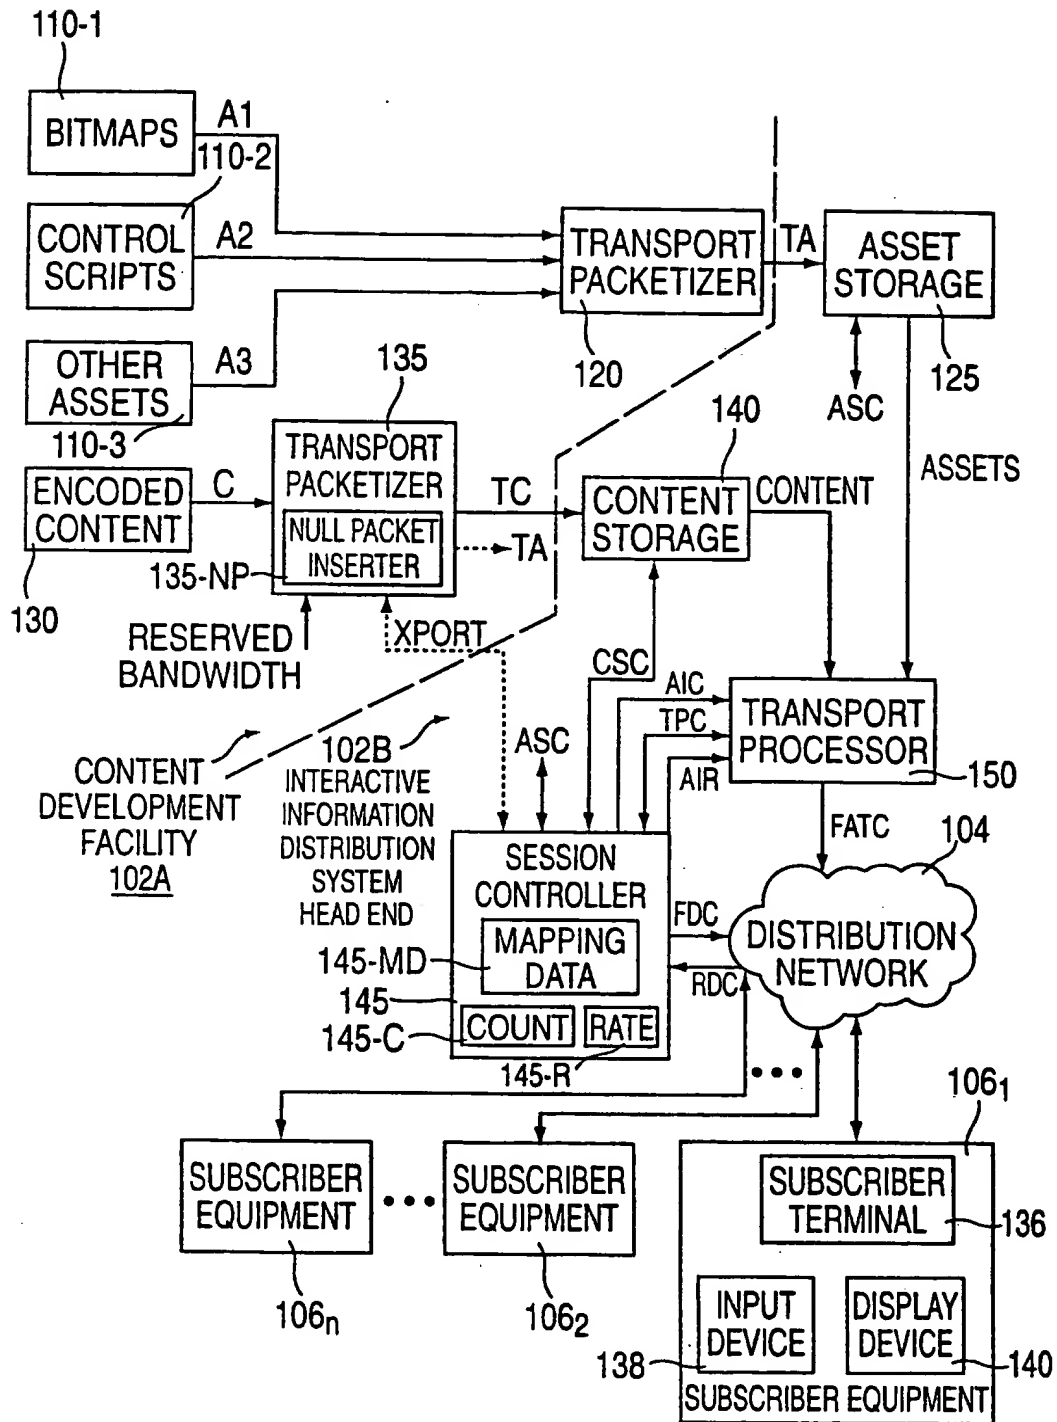 110-1
BITMAPS
A1
110-2
CONTROL
SCRIPTS
A2
TRANSPORT
PACKETIZER
120
TA
ASSET
STORAGE
125
ASC
OTHER
ASSETS
A3
110-3
135
TRANSPORT
PACKETIZER
NULL PACKET
INSERTER
135-NP
ENCODED
CONTENT
C
130
TC
TA
140
CONTENT
STORAGE
CONTENT
ASSETS
RESERVED
BANDWIDTH
XPORT
CSC
AIC
TPC
AIR
TRANSPORT
PROCESSOR
150
CONTENT
DEVELOPMENT
FACILITY
102A
102B
INTERACTIVE
INFORMATION
DISTRIBUTION
SYSTEM
HEAD END
ASC
FATC
104
SESSION
CONTROLLER
MAPPING
DATA
145-MD
145
COUNT
145-C
RATE
145-R
FDC
RDC
DISTRIBUTION
NETWORK
SUBSCRIBER
EQUIPMENT
106n
SUBSCRIBER
EQUIPMENT
1062
1061
SUBSCRIBER
TERMINAL
136
INPUT
DEVICE
138
DISPLAY
DEVICE
140
SUBSCRIBER EQUIPMENT